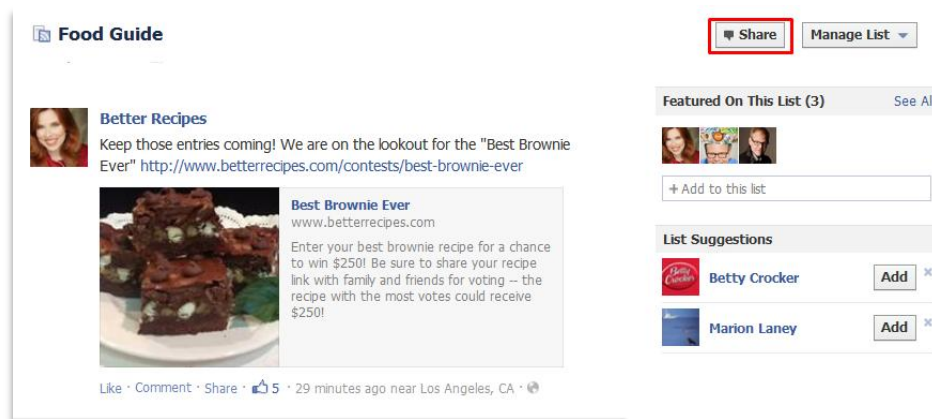 Food Guide
Share
Manage List
Better Recipes
Keep those entries coming! We are on the lookout for the "Best Brownie
Ever" http://www.betterrecipes.com/contests/best-brownie-ever
Best Brownie Ever
www.betterrecipes.com
Enter your best brownie recipe for a chance
to win $250! Be sure to share your recipe
link with family and friends for voting -- the
recipe with the most votes could receive
$250!
Like · Comment · Share · 5 · 29 minutes ago near Los Angeles, CA ·
Featured On This List (3) See Al
+ Add to this list
List Suggestions
Betty Crocker
Betty Crocker Add ×
Marion Laney Add ×